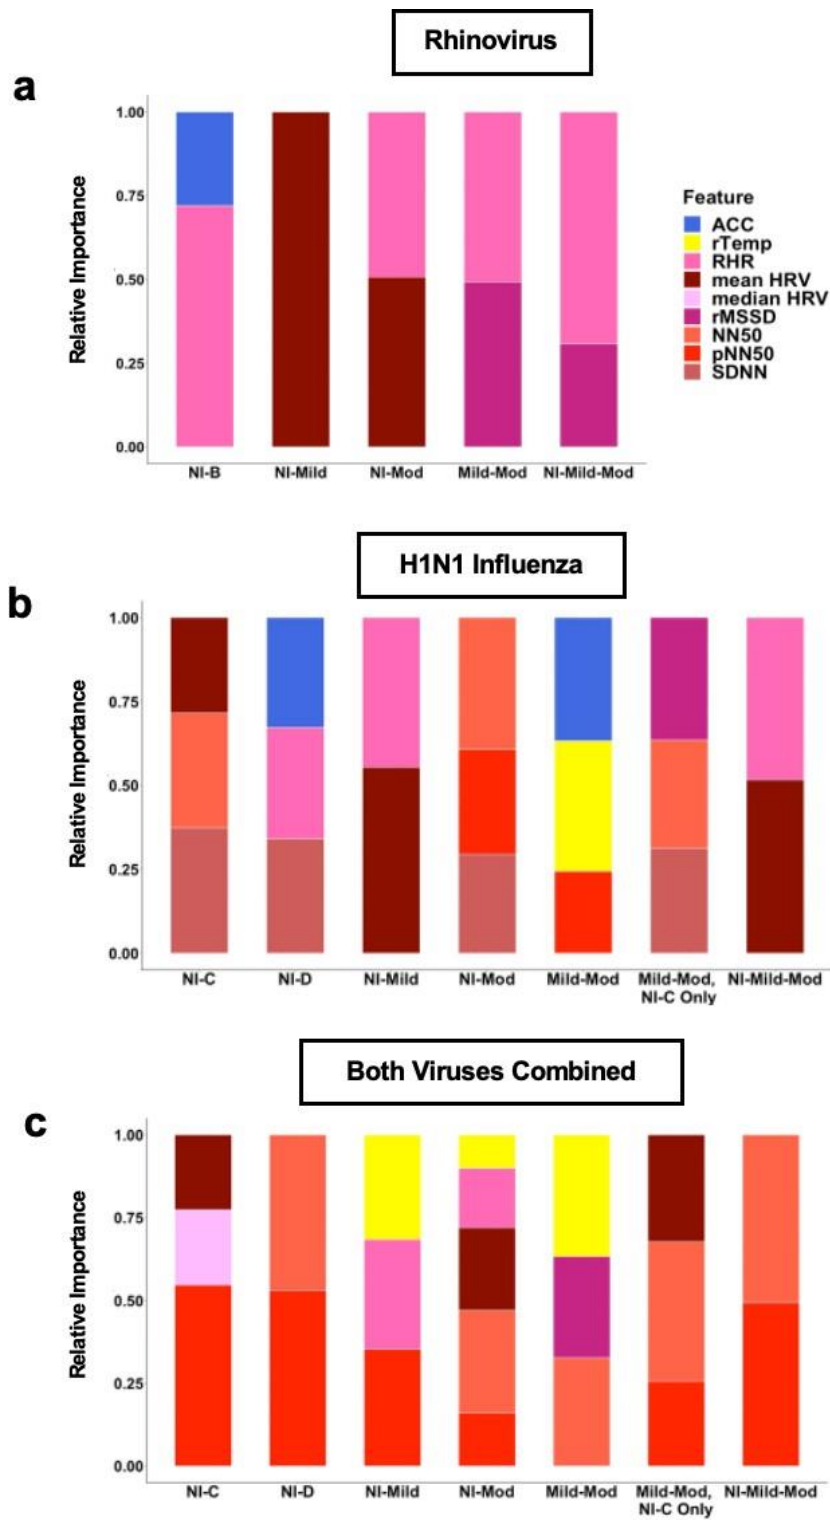 Rhinovirus
a
Relative Importance
1.00
0.75
0.50
0.25
0.00
NI-B NI-Mild NI-Mod Mild-Mod NI-Mild-Mod
Feature
ACC
rTemp
RHR
mean HRV
median HRV
rMSSD
NN50
pNN50
SDNN
H1N1 Influenza
b
Relative Importance
1.00
0.75
0.50
0.25
0.00
NI-C NI-D NI-Mild NI-Mod Mild-Mod Mild-Mod, NI-Mild-Mod
NI-C Only
Both Viruses Combined
c
Relative Importance
1.00
0.75
0.50
0.25
0.00
NI-C NI-D NI-Mild NI-Mod Mild-Mod Mild-Mod, NI-Mild-Mod
NI-C Only